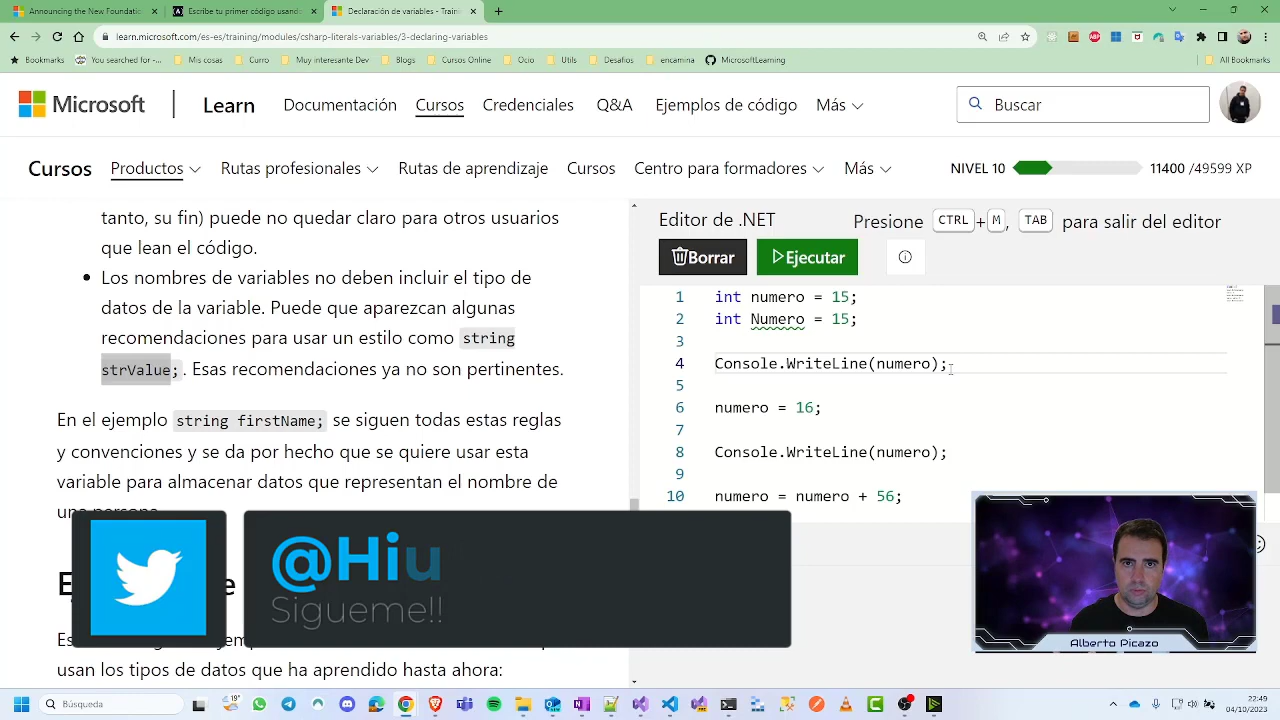 Announcing the New Foundatic
Escribe tu primer código usando
Declaración de variables - Train
learn.microsoft.com/es-es/training/modules/csharp-literals-variables/3-declaring-variables
Bookmarks
You searched for -...
Mis cosas
Curro
Muy interesante Dev
Blogs
Cursos Online
Ocio
Utils
Desafios
encamina
MicrosoftLearning
All Bookmarks
Microsoft
Learn
Documentación
Cursos
Credenciales
Q&A
Ejemplos de código
Más
Buscar
Cursos
Productos
Rutas profesionales
Rutas de aprendizaje
Cursos
Centro para formadores
Más
NIVEL 10
11400 /49599 XP
tanto, su fin) puede no quedar claro para otros usuarios
que lean el código.
Los nombres de variables no deben incluir el tipo de
datos de la variable. Puede que aparezcan algunas
recomendaciones para usar un estilo como string
strValue; . Esas recomendaciones ya no son pertinentes.
En el ejemplo string firstName; se siguen todas estas reglas
y convenciones y se da por hecho que se quiere usar esta
variable para almacenar datos que representan el nombre de
una persona.
usan los tipos de datos que ha aprendido hasta ahora:
Editor de .NET
Presione CTRL + M , TAB para salir del editor
Borrar
Ejecutar
1 int numero = 15;
2 int Numero = 15;
3
4 Console.WriteLine(numero);
5
6 numero = 16;
7
8 Console.WriteLine(numero);
9
10 numero = numero + 56;
@Hiu
Sigueme!!
Alberto Picazo
Búsqueda
19°
22:49
04/10/2023